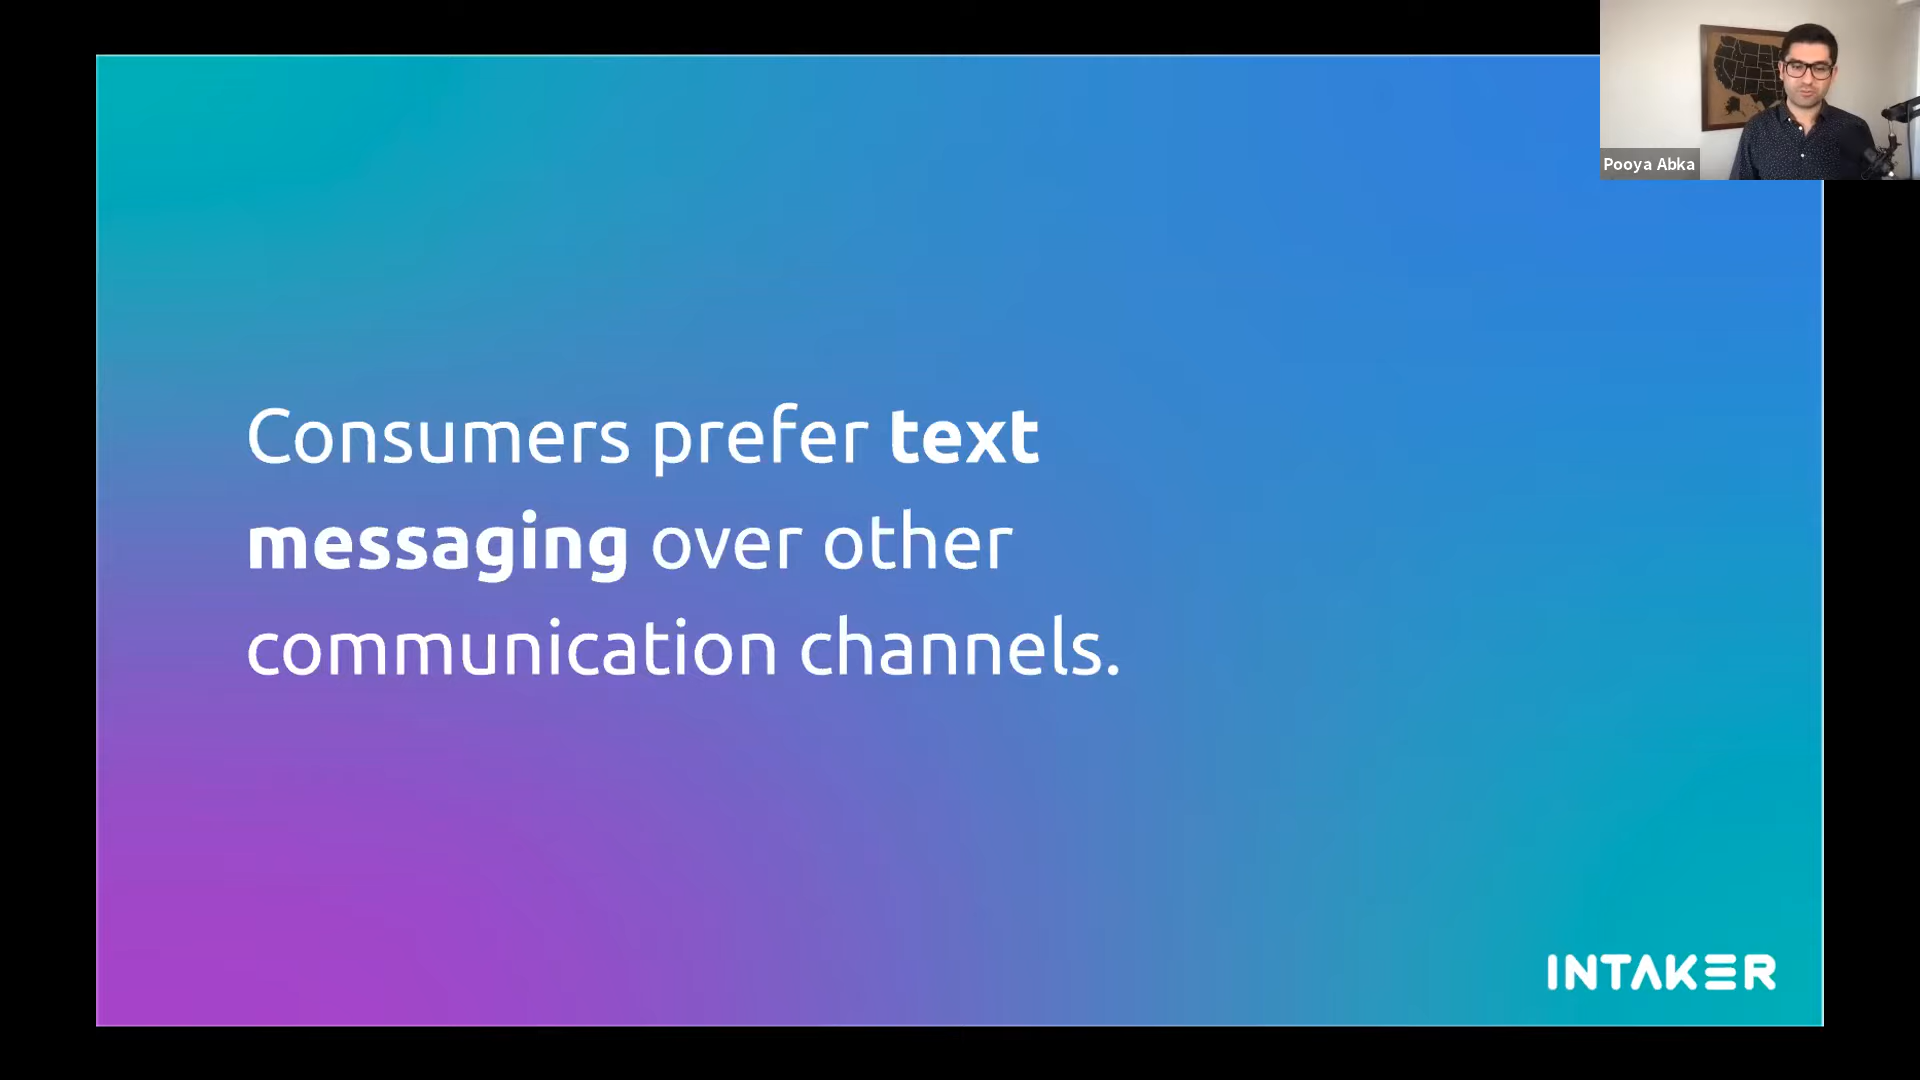 Pooya Abka
Consumers prefer text
messaging over other
communication channels.
INTAKER